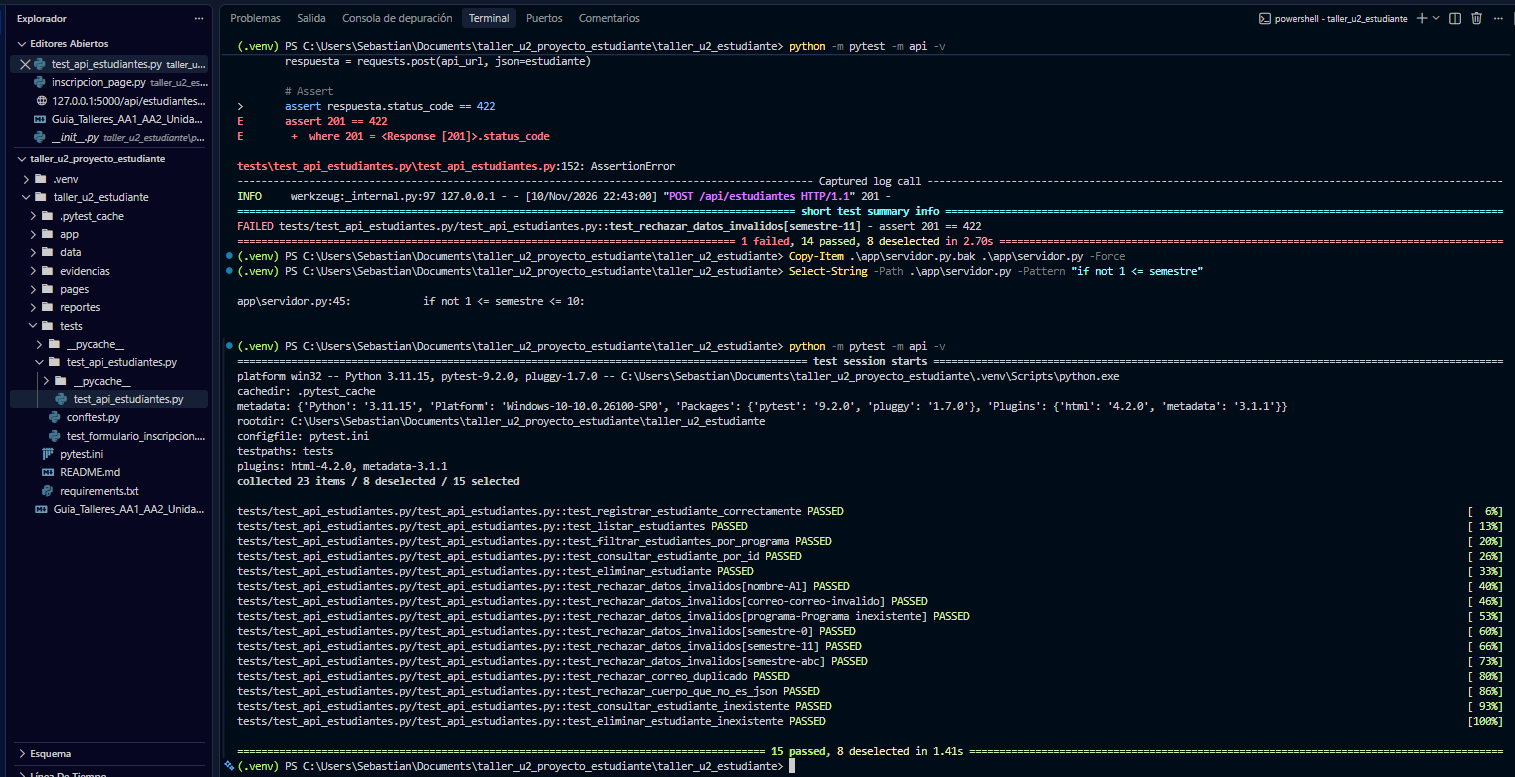 Explorador
Editores Abiertos
test_api_estudiantes.py taller_u...
inscripcion_page.py taller_u2_es...
127.0.0.1:5000/api/estudiantes...
Guia_Talleres_AA1_AA2_Unida...
__init__.py taller_u2_estudiante\p...
taller_u2_proyecto_estudiante
.venv
taller_u2_estudiante
.pytest_cache
app
data
evidencias
pages
reportes
tests
__pycache__
test_api_estudiantes.py
__pycache__
test_api_estudiantes.py
conftest.py
test_formulario_inscripcion....
pytest.ini
README.md
requirements.txt
Guia_Talleres_AA1_AA2_Unida...
Esquema
Línea De Tiempo
Problemas Salida Consola de depuración Terminal Puertos Comentarios
powershell - taller_u2_estudiante
(.venv) PS C:\Users\Sebastian\Documents\taller_u2_proyecto_estudiante\taller_u2_estudiante> python -m pytest -m api -v
respuesta = requests.post(api_url, json=estudiante)
# Assert
> assert respuesta.status_code == 422
E assert 201 == 422
E + where 201 = <Response [201]>.status_code
tests\test_api_estudiantes.py\test_api_estudiantes.py:152: AssertionError
Captured log call
INFO werkzeug:_internal.py:97 127.0.0.1 - - [10/Nov/2026 22:43:00] "POST /api/estudiantes HTTP/1.1" 201 -
short test summary info
FAILED tests/test_api_estudiantes.py/test_api_estudiantes.py::test_rechazar_datos_invalidos[semestre-11] - assert 201 == 422
1 failed, 14 passed, 8 deselected in 2.70s
(.venv) PS C:\Users\Sebastian\Documents\taller_u2_proyecto_estudiante\taller_u2_estudiante> Copy-Item .\app\servidor.py.bak .\app\servidor.py -Force
(.venv) PS C:\Users\Sebastian\Documents\taller_u2_proyecto_estudiante\taller_u2_estudiante> Select-String -Path .\app\servidor.py -Pattern "if not 1 <= semestre"
app\servidor.py:45: if not 1 <= semestre <= 10:
(.venv) PS C:\Users\Sebastian\Documents\taller_u2_proyecto_estudiante\taller_u2_estudiante> python -m pytest -m api -v
test session starts
platform win32 -- Python 3.11.15, pytest-9.2.0, pluggy-1.7.0 -- C:\Users\Sebastian\Documents\taller_u2_proyecto_estudiante\.venv\Scripts\python.exe
cachedir: .pytest_cache
metadata: {'Python': '3.11.15', 'Platform': 'Windows-10-10.0.26100-SP0', 'Packages': {'pytest': '9.2.0', 'pluggy': '1.7.0'}, 'Plugins': {'html': '4.2.0', 'metadata': '3.1.1'}}
rootdir: C:\Users\Sebastian\Documents\taller_u2_proyecto_estudiante\taller_u2_estudiante
configfile: pytest.ini
testpaths: tests
plugins: html-4.2.0, metadata-3.1.1
collected 23 items / 8 deselected / 15 selected
tests/test_api_estudiantes.py/test_api_estudiantes.py::test_registrar_estudiante_correctamente PASSED [ 6%]
tests/test_api_estudiantes.py/test_api_estudiantes.py::test_listar_estudiantes PASSED [ 13%]
tests/test_api_estudiantes.py/test_api_estudiantes.py::test_filtrar_estudiantes_por_programa PASSED [ 20%]
tests/test_api_estudiantes.py/test_api_estudiantes.py::test_consultar_estudiante_por_id PASSED [ 26%]
tests/test_api_estudiantes.py/test_api_estudiantes.py::test_eliminar_estudiante PASSED [ 33%]
tests/test_api_estudiantes.py/test_api_estudiantes.py::test_rechazar_datos_invalidos[nombre-Al] PASSED [ 40%]
tests/test_api_estudiantes.py/test_api_estudiantes.py::test_rechazar_datos_invalidos[correo-correo-invalido] PASSED [ 46%]
tests/test_api_estudiantes.py/test_api_estudiantes.py::test_rechazar_datos_invalidos[programa-Programa inexistente] PASSED [ 53%]
tests/test_api_estudiantes.py/test_api_estudiantes.py::test_rechazar_datos_invalidos[semestre-0] PASSED [ 60%]
tests/test_api_estudiantes.py/test_api_estudiantes.py::test_rechazar_datos_invalidos[semestre-11] PASSED [ 66%]
tests/test_api_estudiantes.py/test_api_estudiantes.py::test_rechazar_datos_invalidos[semestre-abc] PASSED [ 73%]
tests/test_api_estudiantes.py/test_api_estudiantes.py::test_rechazar_correo_duplicado PASSED [ 80%]
tests/test_api_estudiantes.py/test_api_estudiantes.py::test_rechazar_cuerpo_que_no_es_json PASSED [ 86%]
tests/test_api_estudiantes.py/test_api_estudiantes.py::test_consultar_estudiante_inexistente PASSED [ 93%]
tests/test_api_estudiantes.py/test_api_estudiantes.py::test_eliminar_estudiante_inexistente PASSED [100%]
15 passed, 8 deselected in 1.41s
(.venv) PS C:\Users\Sebastian\Documents\taller_u2_proyecto_estudiante\taller_u2_estudiante>